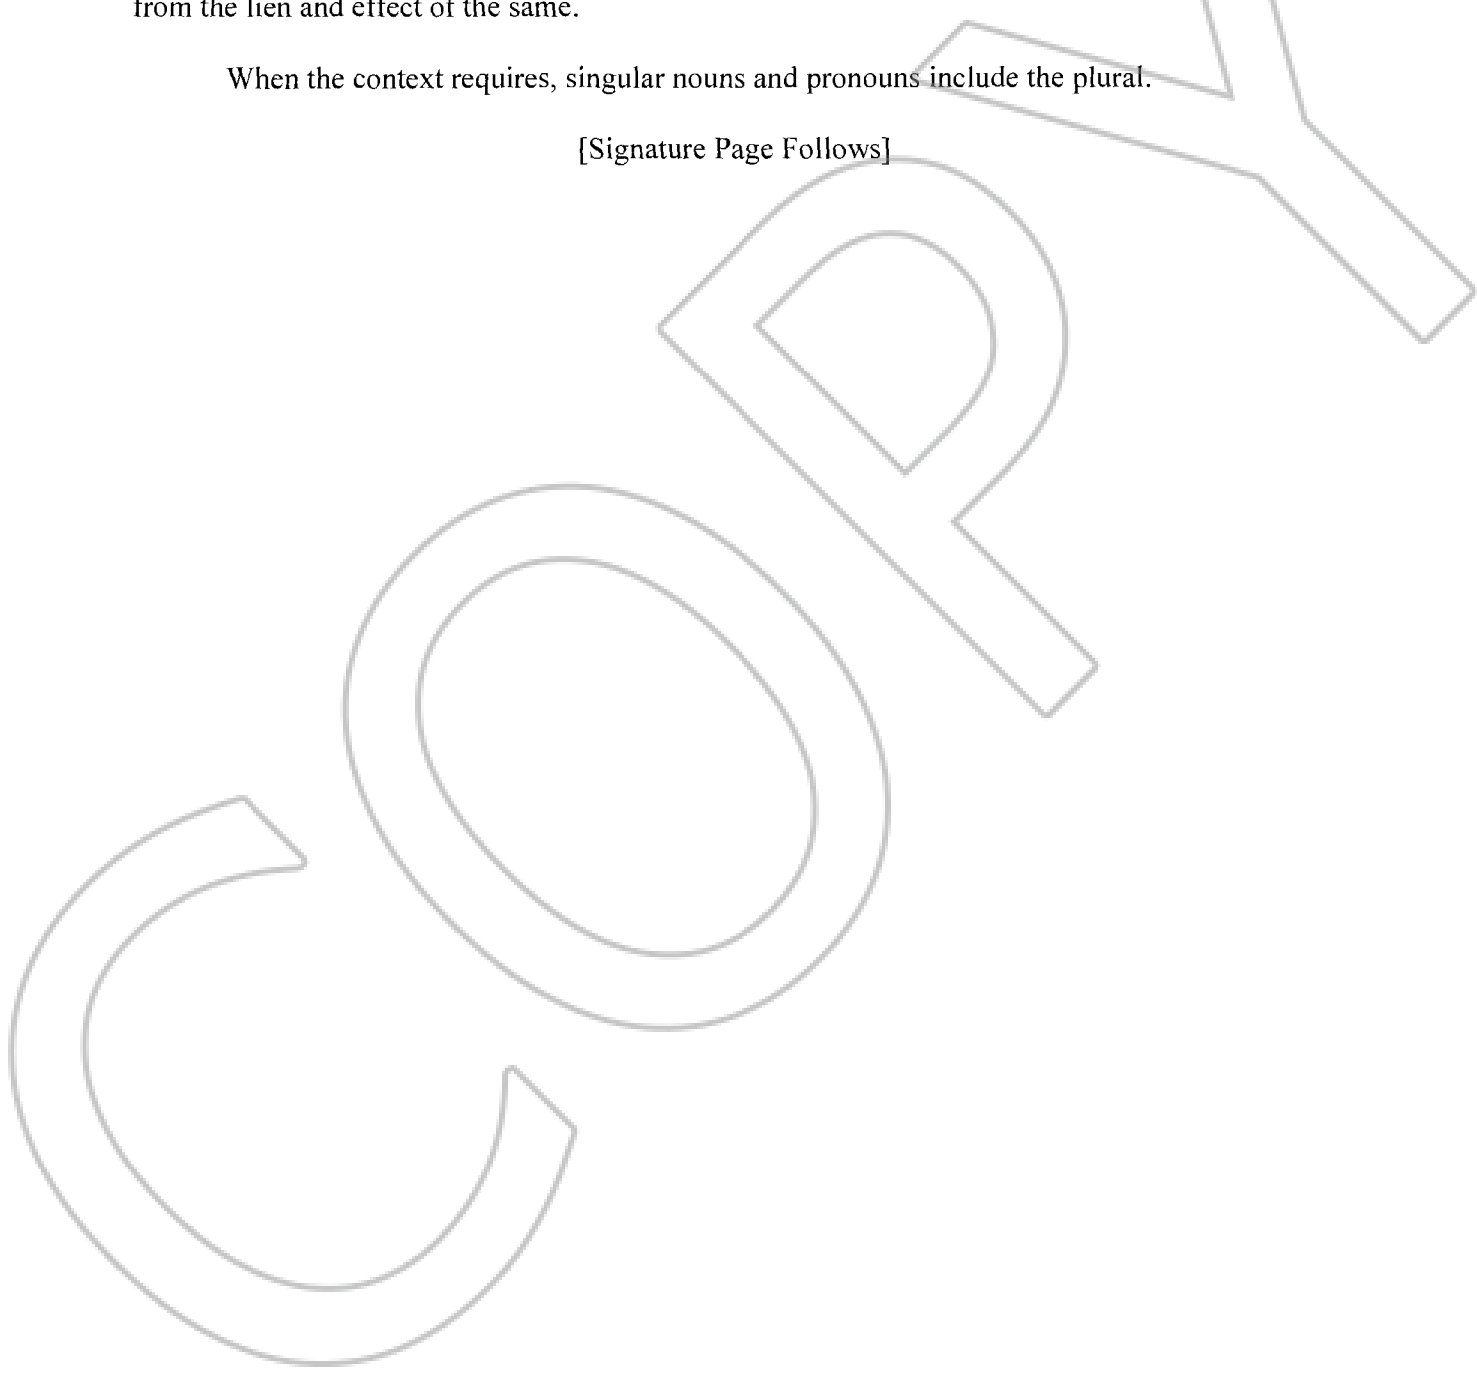 from the lien and effect of the same.
When the context requires, singular nouns and pronouns include the plural.
[Signature Page Follows]
COPY